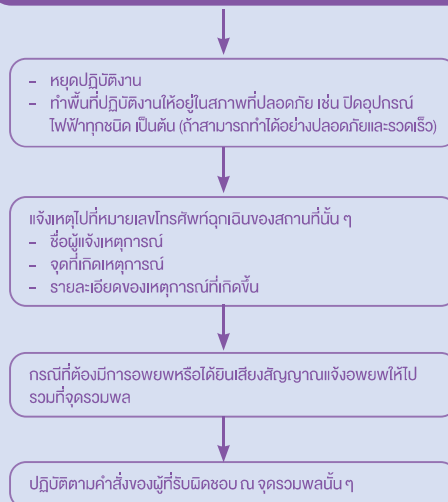 – หยุดปฏิบัติงาน
– ทำพื้นที่ปฏิบัติงานให้อยู่ในสภาพที่ปลอดภัย เช่น ปิดอุปกรณ์
ไฟฟ้าทุกชนิด เป็นต้น (ถ้าสามารถทำได้อย่างปลอดภัยและรวดเร็ว)
แจ้งเหตุไปที่หมายเลขโทรศัพท์ฉุกเฉินของสถานที่นั้น ๆ
– ชื่อผู้แจ้งเหตุการณ์
– จุดที่เกิดเหตุการณ์
– รายละเอียดของเหตุการณ์ที่เกิดขึ้น
กรณีที่ต้องมีการอพยพหรือได้ยินเสียงสัญญาณแจ้งอพยพให้ไป
รวมที่จุดรวมพล
ปฏิบัติตามคำสั่งของผู้ที่รับผิดชอบ ณ จุดรวมพลนั้น ๆ